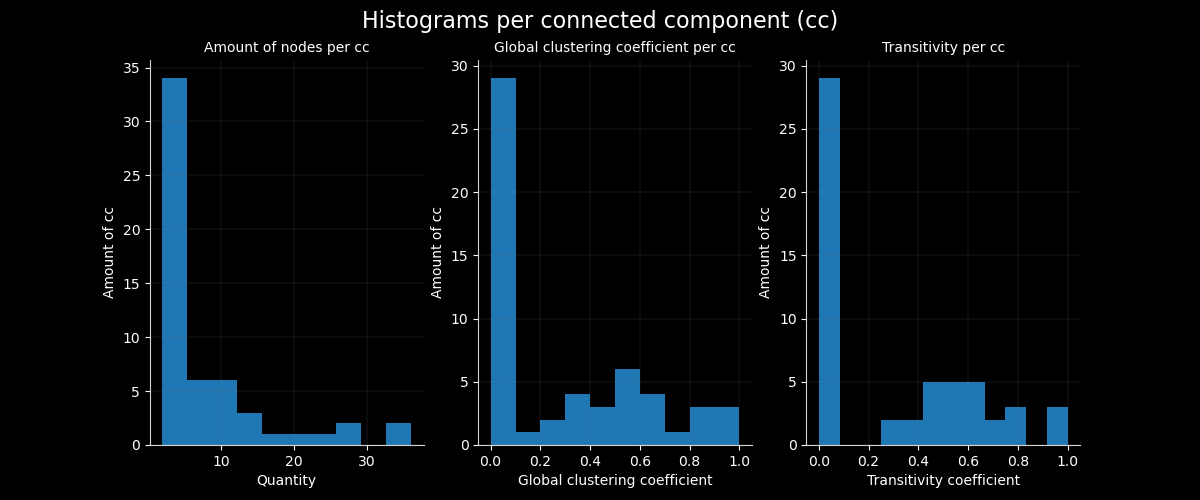 Histograms per connected component (cc)
Amount of nodes per cc
Global clustering coefficient per cc
Transitivity per cc
35
30
25
20
15
10
5
0
Amount of cc
10 20 30
Quantity
30
25
20
15
10
5
0
Amount of cc
0.0 0.2 0.4 0.6 0.8 1.0
Global clustering coefficient
30
25
20
15
10
5
0
Amount of cc
0.0 0.2 0.4 0.6 0.8 1.0
Transitivity coefficient